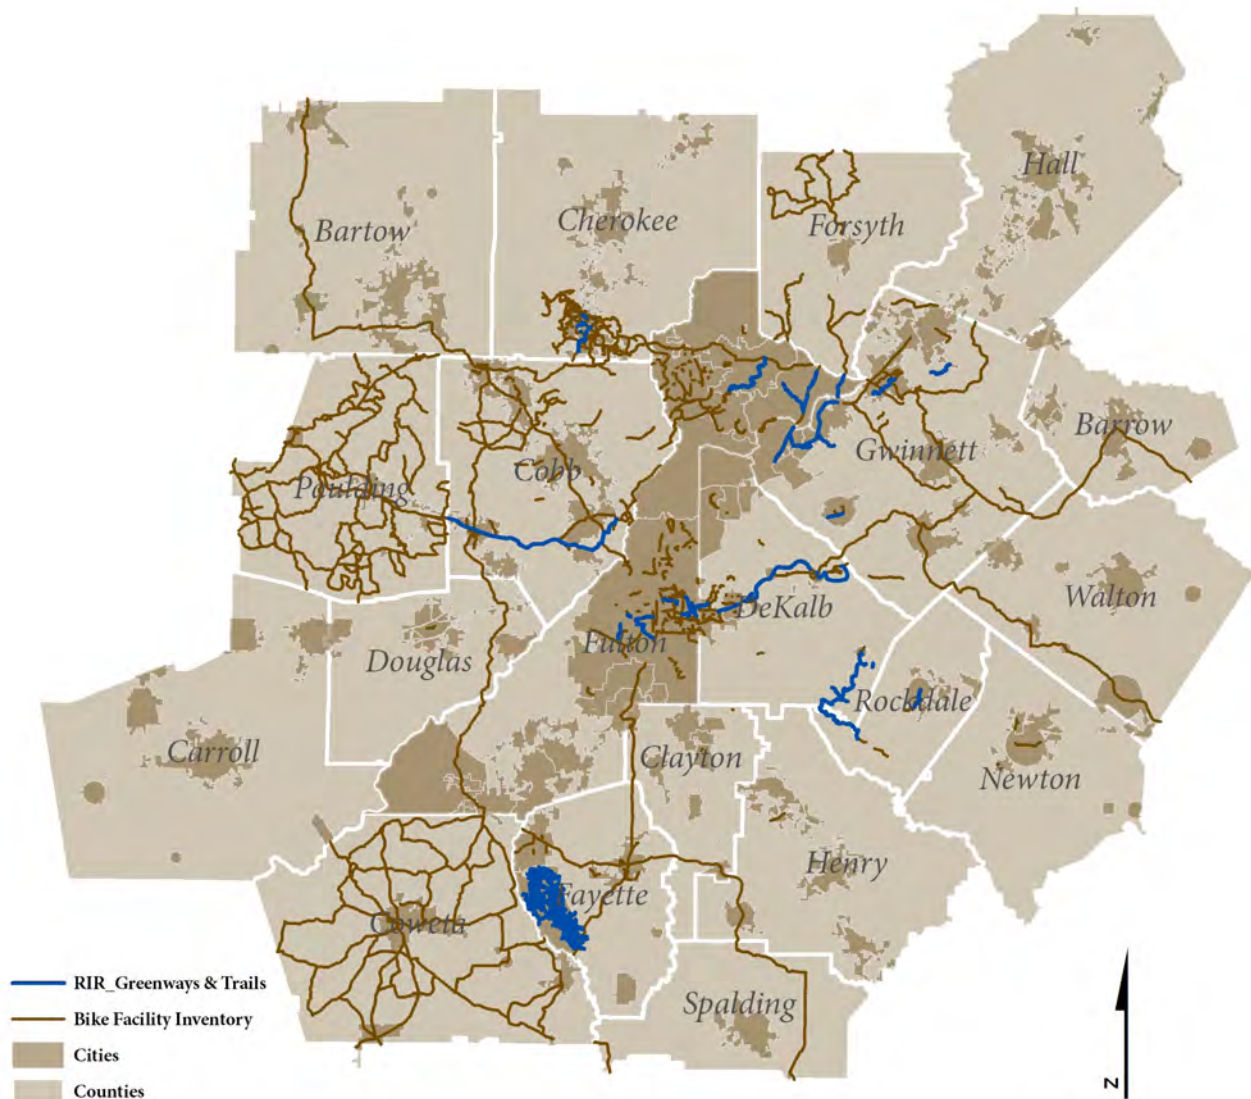 Hall
Cherokee
Forsyth
Bartow
Barrow
Gwinnett
Cobb
Paulding
Walton
DeKalb
Fulton
Douglas
Rockdale
Carroll
Clayton
Newton
Henry
Fayette
Coweta
Spalding
RIR_Greenways & Trails
Bike Facility Inventory
Cities
Counties
N